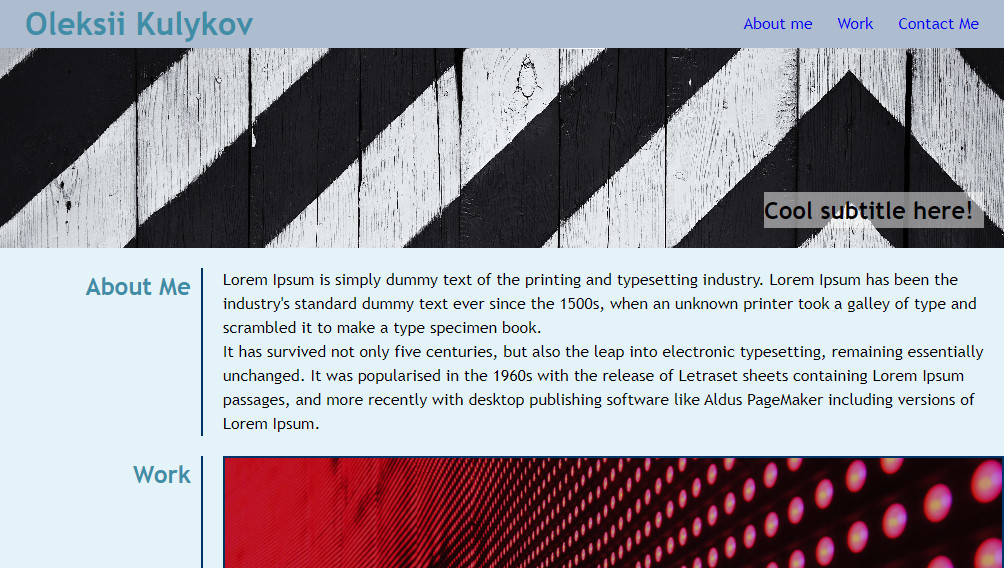 Oleksii Kulykov
About me Work Contact Me
Cool subtitle here!
About Me
Lorem Ipsum is simply dummy text of the printing and typesetting industry. Lorem Ipsum has been the
industry's standard dummy text ever since the 1500s, when an unknown printer took a galley of type and
scrambled it to make a type specimen book.
It has survived not only five centuries, but also the leap into electronic typesetting, remaining essentially
unchanged. It was popularised in the 1960s with the release of Letraset sheets containing Lorem Ipsum
passages, and more recently with desktop publishing software like Aldus PageMaker including versions of
Lorem Ipsum.
Work